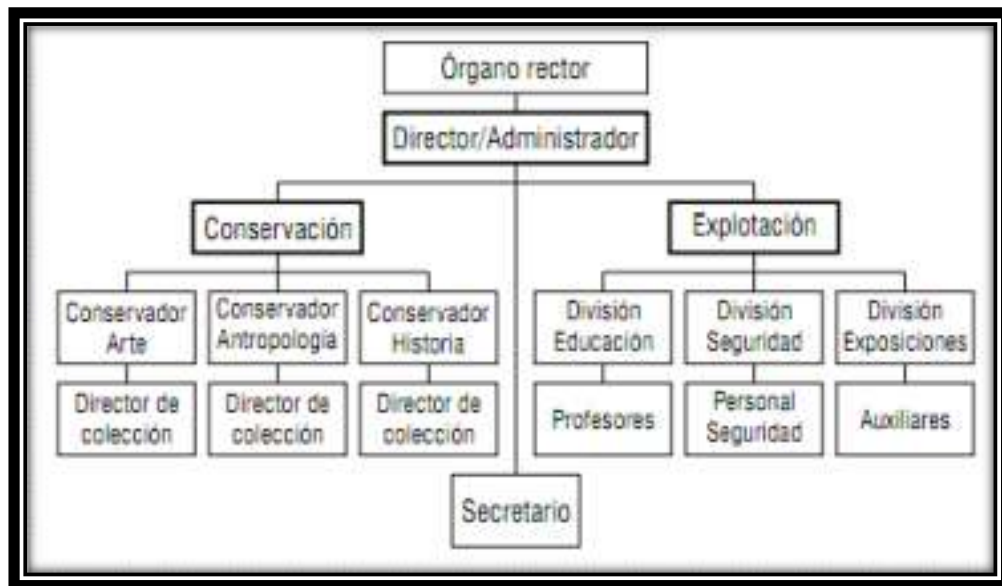 Órgano rector
Director/Administrador
Conservación
Explotación
Conservador
Arte
Conservador
Antropología
Conservador
Historia
División
Educación
División
Seguridad
División
Exposiciones
Director de
colección
Director de
colección
Director de
colección
Profesores
Personal
Seguridad
Auxiliares
Secretario